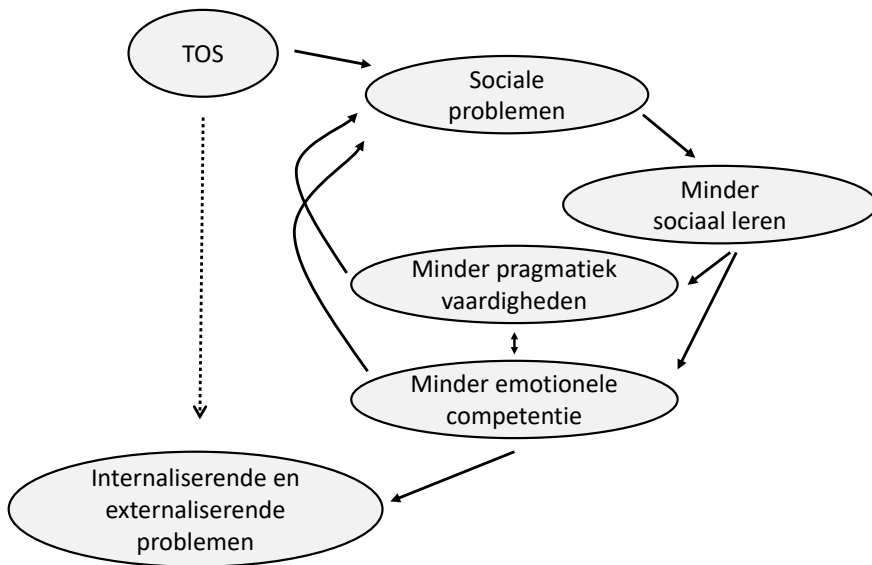 TOS
Sociale
problemen
Minder
sociaal leren
Minder pragmatiek
vaardigheden
Minder emotionele
competentie
Internaliserende en
externaliserende
problemen